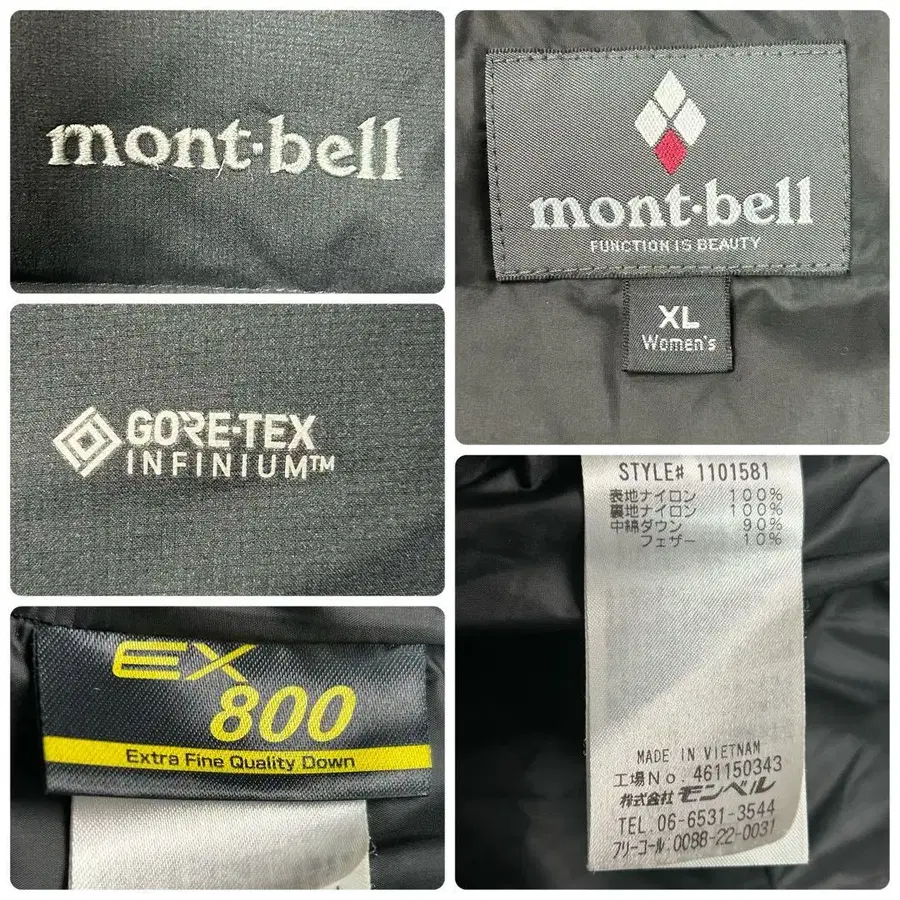 mont·bell
mont·bell
FUNCTION IS BEAUTY
XL
Women's
GORE-TEX
INFINIUM™
STYLE# 1101581
表地ナイロン 100%
裏地ナイロン 100%
中綿ダウン 90%
フェザー 10%
MADE IN VIETNAM
工場No. 461150343
株式会社モンベル
TEL.06-6531-3544
フリーコール.0088-22-0031
EX
800
Extra Fine Quality Down